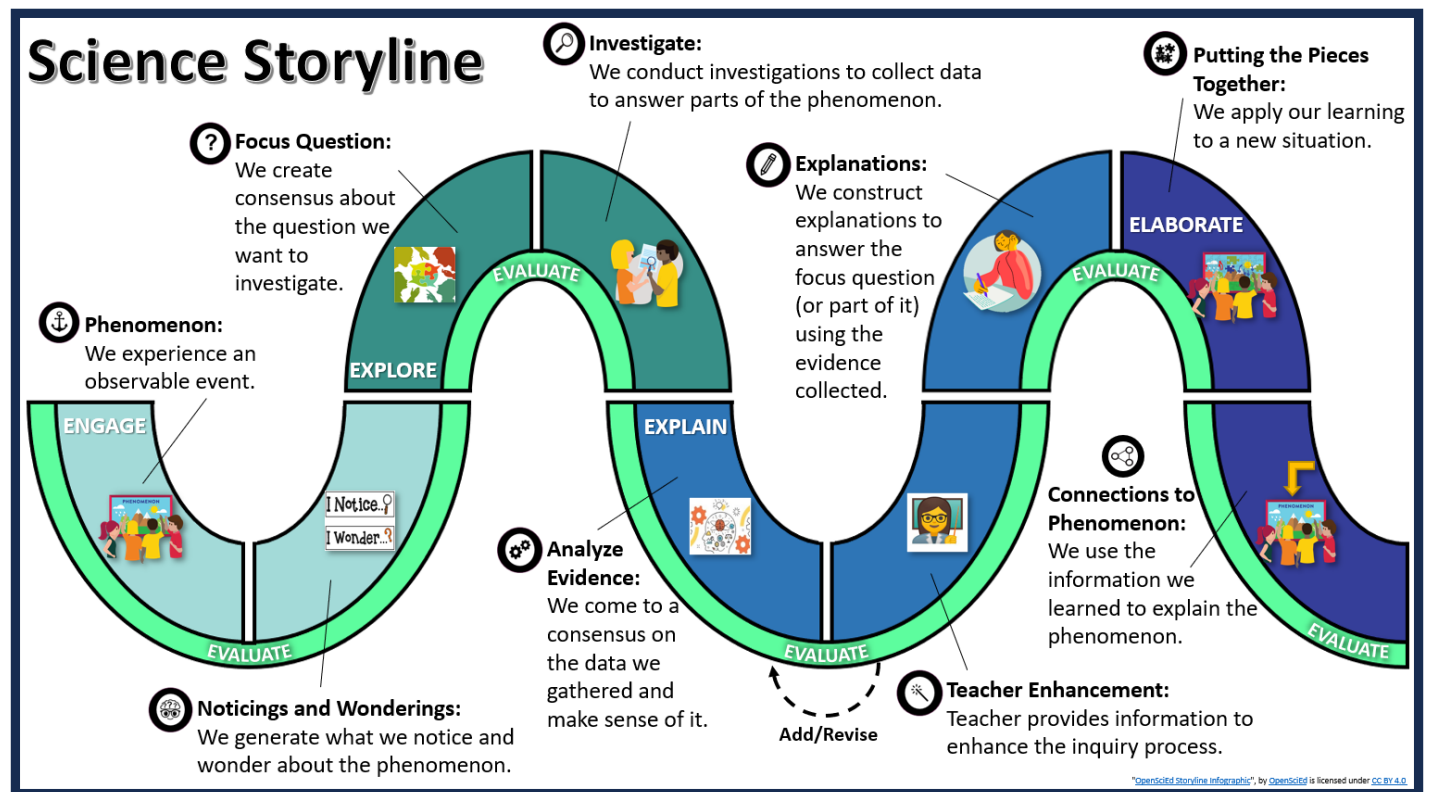 Science Storyline
Investigate:
We conduct investigations to collect data
to answer parts of the phenomenon.
Putting the Pieces
Together:
We apply our learning
to a new situation.
?
Focus Question:
We create
consensus about
the question we
want to
investigate.
Explanations:
We construct
explanations to
answer the
focus question
(or part of it)
using the
evidence
collected.
Phenomenon:
We experience an
observable event.
EXPLORE
EVALUATE
EVALUATE
ELABORATE
ENGAGE
PHENOMENON
I Notice..
I Wonder..?
EVALUATE
EXPLAIN
EVALUATE
PHENOMENON
EVALUATE
Analyze
Evidence:
We come to a
consensus on
the data we
gathered and
make sense of it.
Connections to
Phenomenon:
We use the
information we
learned to explain the
phenomenon.
Noticings and Wonderings:
We generate what we notice and
wonder about the phenomenon.
Add/Revise
Teacher Enhancement:
Teacher provides information to
enhance the inquiry process.
"OpenSciEd Storyline Infographic", by OpenSciEd is licensed under CC BY 4.0